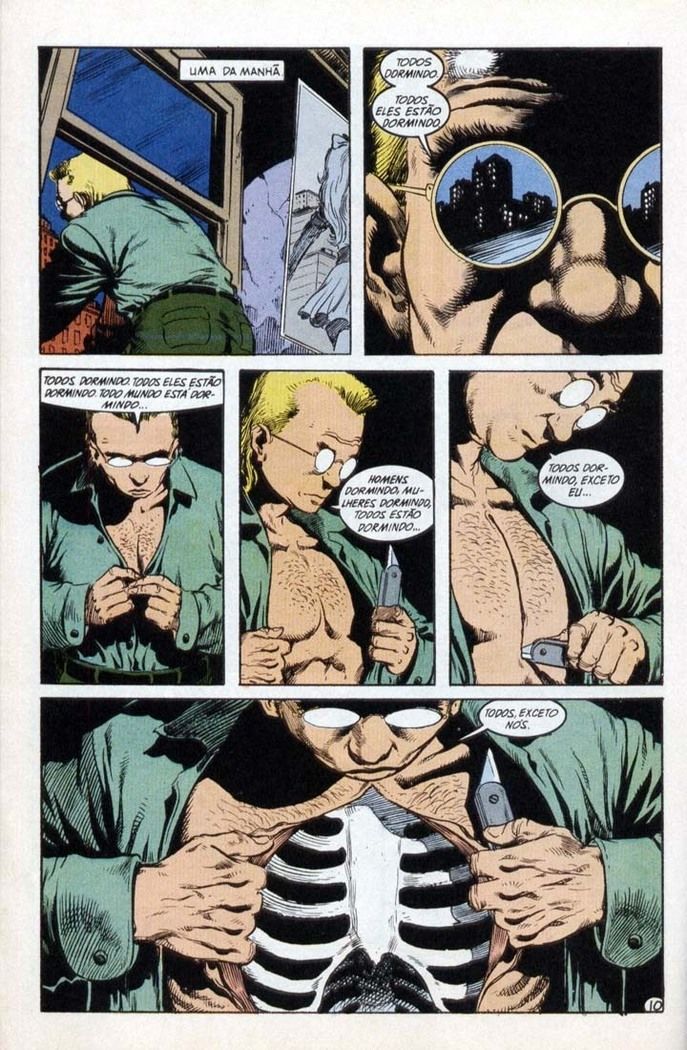 UMA DA MANHÃ.
TODOS
DORMINDO.
TODOS
ELES ESTÃO
DORMINDO.
TODOS DORMINDO. TODOS ELES ESTÃO
DORMINDO. TODO MUNDO ESTÁ DOR-
MINDO...
HOMENS
DORMINDO, MU-
LHERES DORMINDO,
TODOS ESTÃO
DORMINDO...
TODOS DOR-
MINDO, EXCETO
EU...
TODOS, EXCETO
NÓS.
10